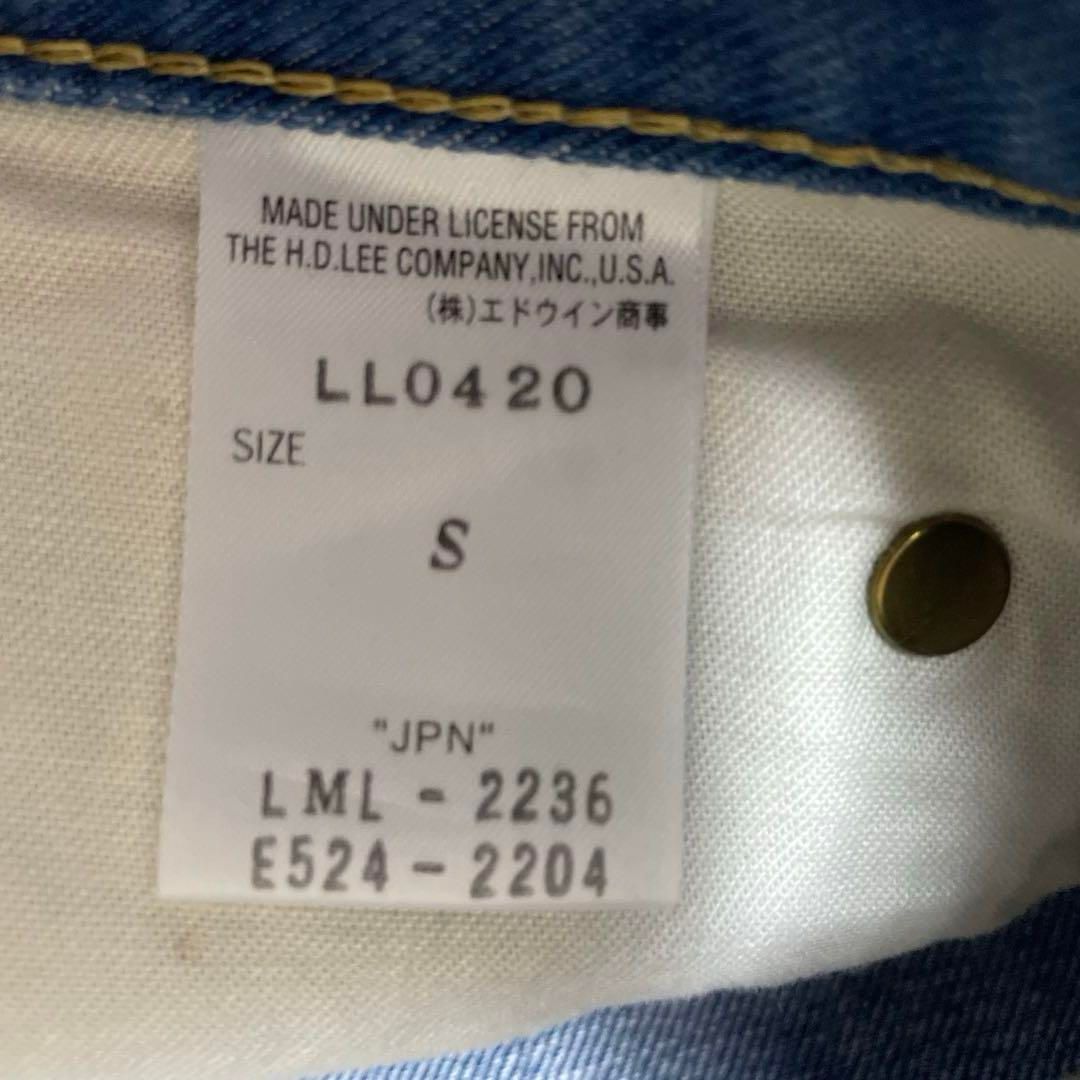 MADE UNDER LICENSE FROM
THE H.D.LEE COMPANY,INC.,U.S.A.
(株)エドウイン商事
LL0420
SIZE
S
"JPN"
LML - 2236
E524 - 2204